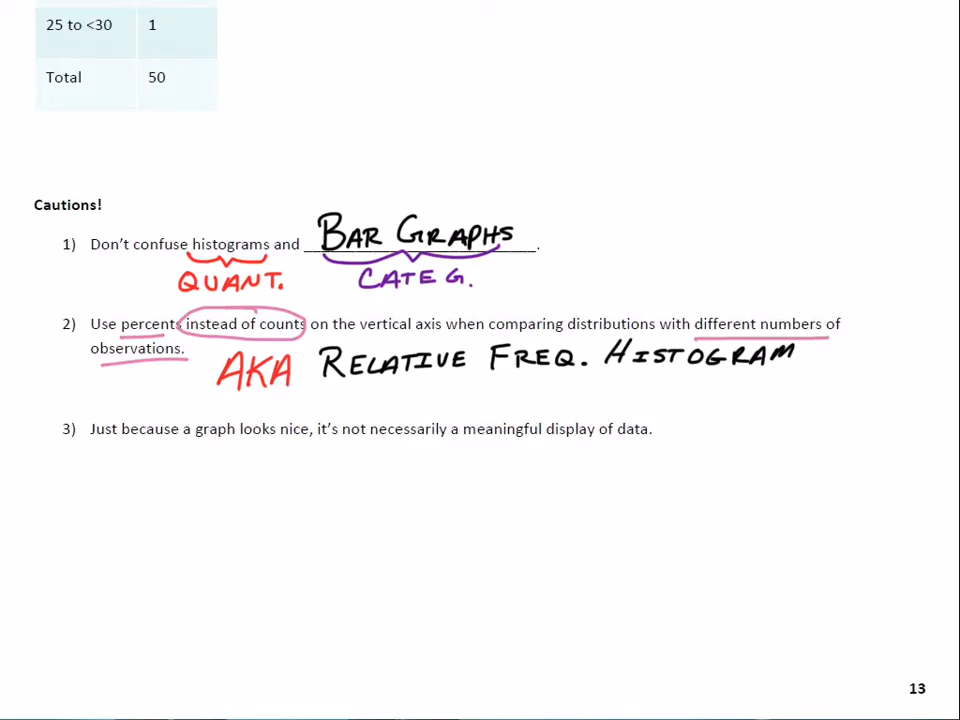 25 to <30 1
Total 50
Cautions!
1) Don't confuse histograms and BAR GRAPHS.
QUANT. CATEG.
2) Use percents instead of counts on the vertical axis when comparing distributions with different numbers of
observations.
AKA RELATIVE FREQ. HISTOGRAM
3) Just because a graph looks nice, it's not necessarily a meaningful display of data.
13